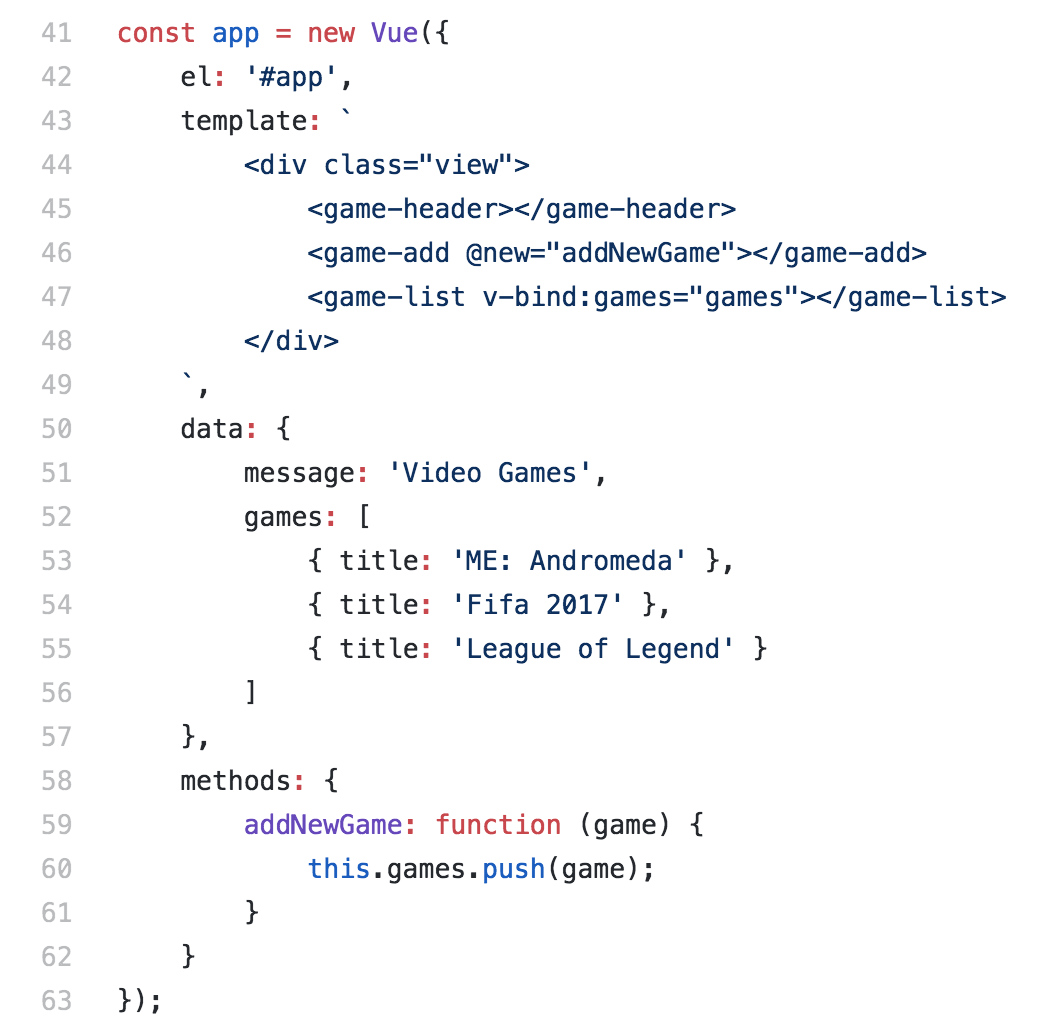 41 const app = new Vue({
42     el: '#app',
43     template: `
44         <div class="view">
45             <game-header></game-header>
46             <game-add @new="addNewGame"></game-add>
47             <game-list v-bind:games="games"></game-list>
48         </div>
49     `,
50     data: {
51         message: 'Video Games',
52         games: [
53             { title: 'ME: Andromeda' },
54             { title: 'Fifa 2017' },
55             { title: 'League of Legend' }
56         ]
57     },
58     methods: {
59         addNewGame: function (game) {
60             this.games.push(game);
61         }
62     }
63 });